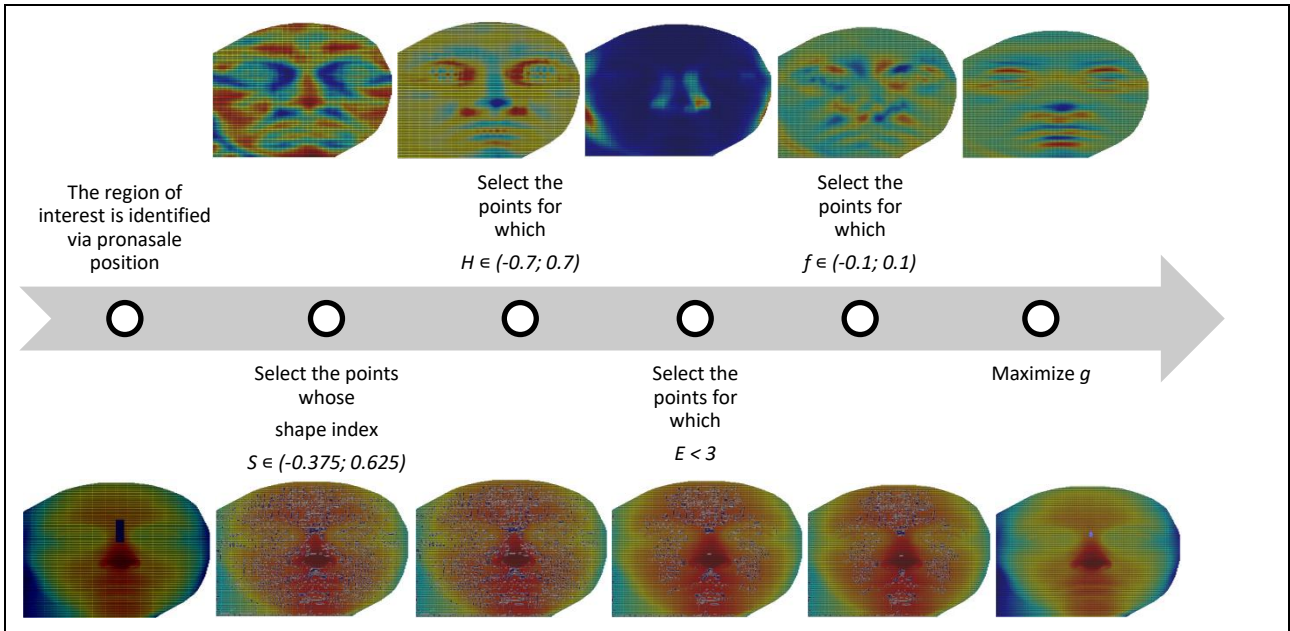 The region of
interest is identified
via pronasale
position
Select the points
whose
shape index
S ∈ (-0.375; 0.625)
Select the
points for
which
H ∈ (-0.7; 0.7)
Select the
points for
which
E < 3
Select the
points for
which
f ∈ (-0.1; 0.1)
Maximize g